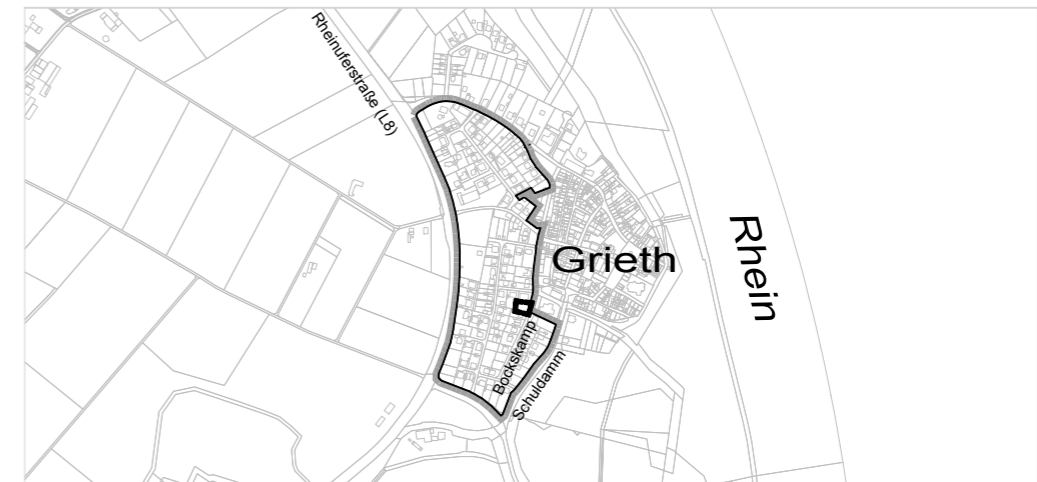 Rheinuferstraße (L8)
Rhein
Grieth
Bockskamp
Schuldamm